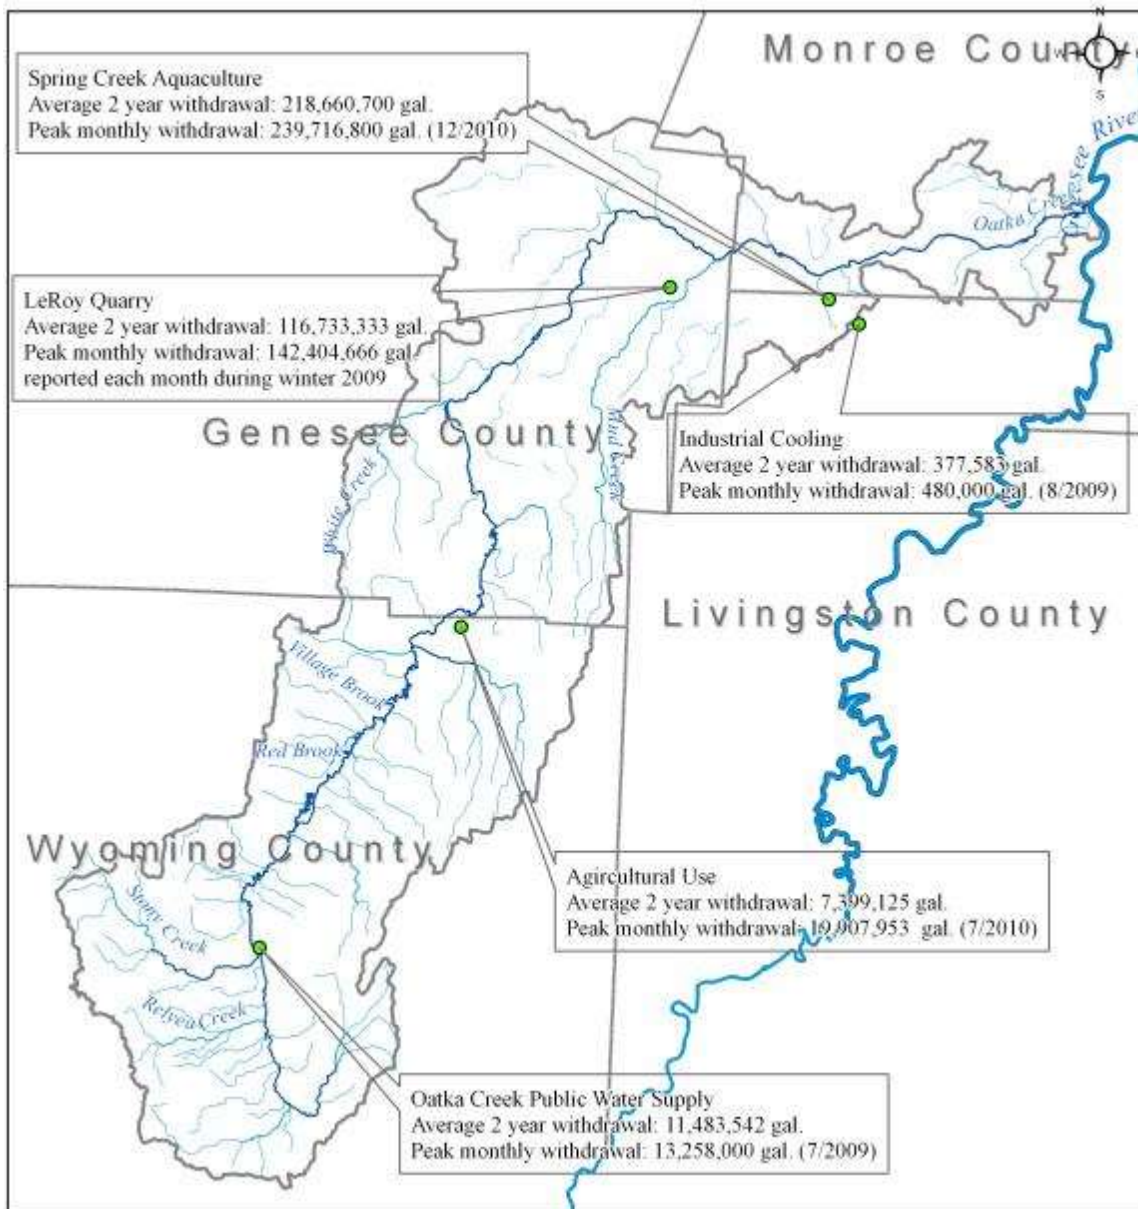 Monroe County
N
W
S
Spring Creek Aquaculture
Average 2 year withdrawal: 218,660,700 gal.
Peak monthly withdrawal: 239,716,800 gal. (12/2010)
Genesee River
Oatka Creek
LeRoy Quarry
Average 2 year withdrawal: 116,733,333 gal.
Peak monthly withdrawal: 142,404,666 gal
reported each month during winter 2009
Genesee County
Mud Creek
White Creek
Industrial Cooling
Average 2 year withdrawal: 377,583 gal.
Peak monthly withdrawal: 480,000 gal. (8/2009)
Livingston County
Village Brook
Red Brook
Wyoming County
Agircultural Use
Average 2 year withdrawal: 7,399,125 gal.
Peak monthly withdrawal: 19,907,953 gal. (7/2010)
Stony Creek
Relyea Creek
Oatka Creek Public Water Supply
Average 2 year withdrawal: 11,483,542 gal.
Peak monthly withdrawal: 13,258,000 gal. (7/2009)